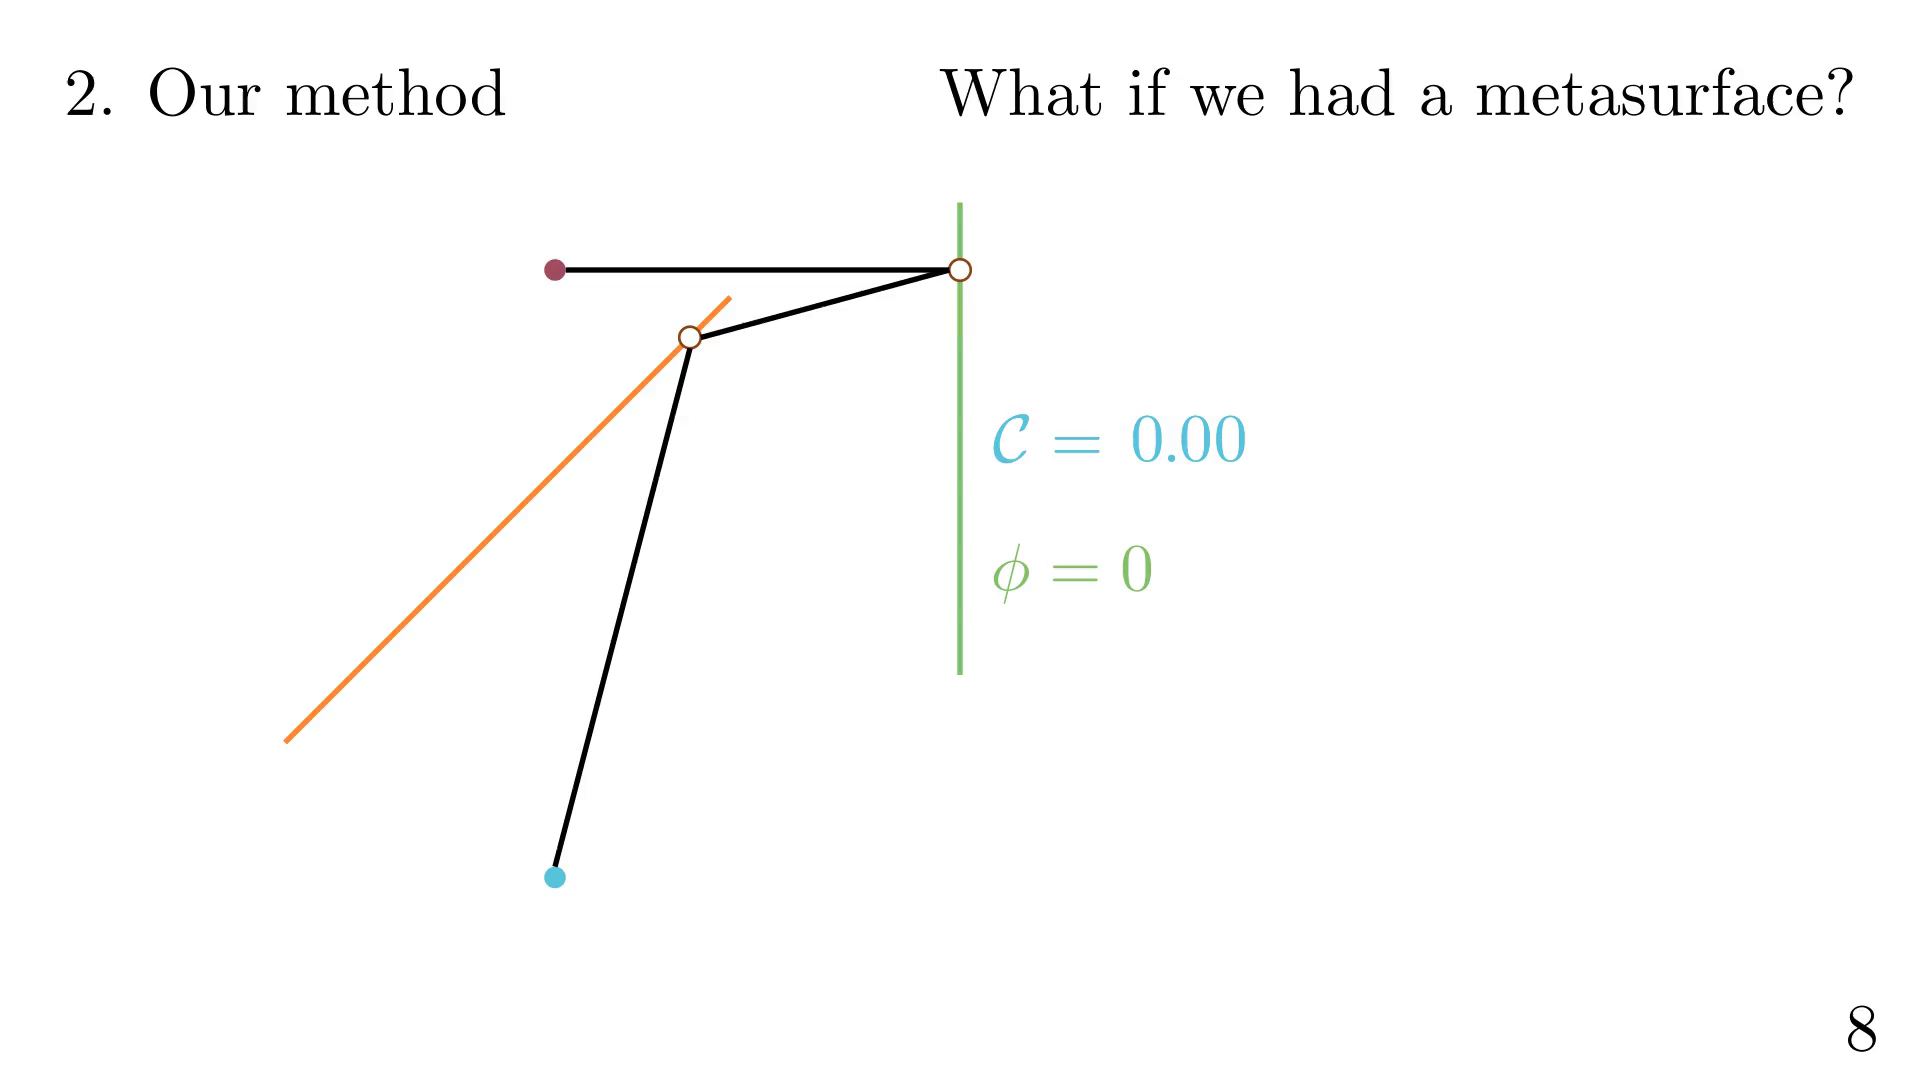 2. Our method
What if we had a metasurface?
𝒞 = 0.00
ϕ = 0
8